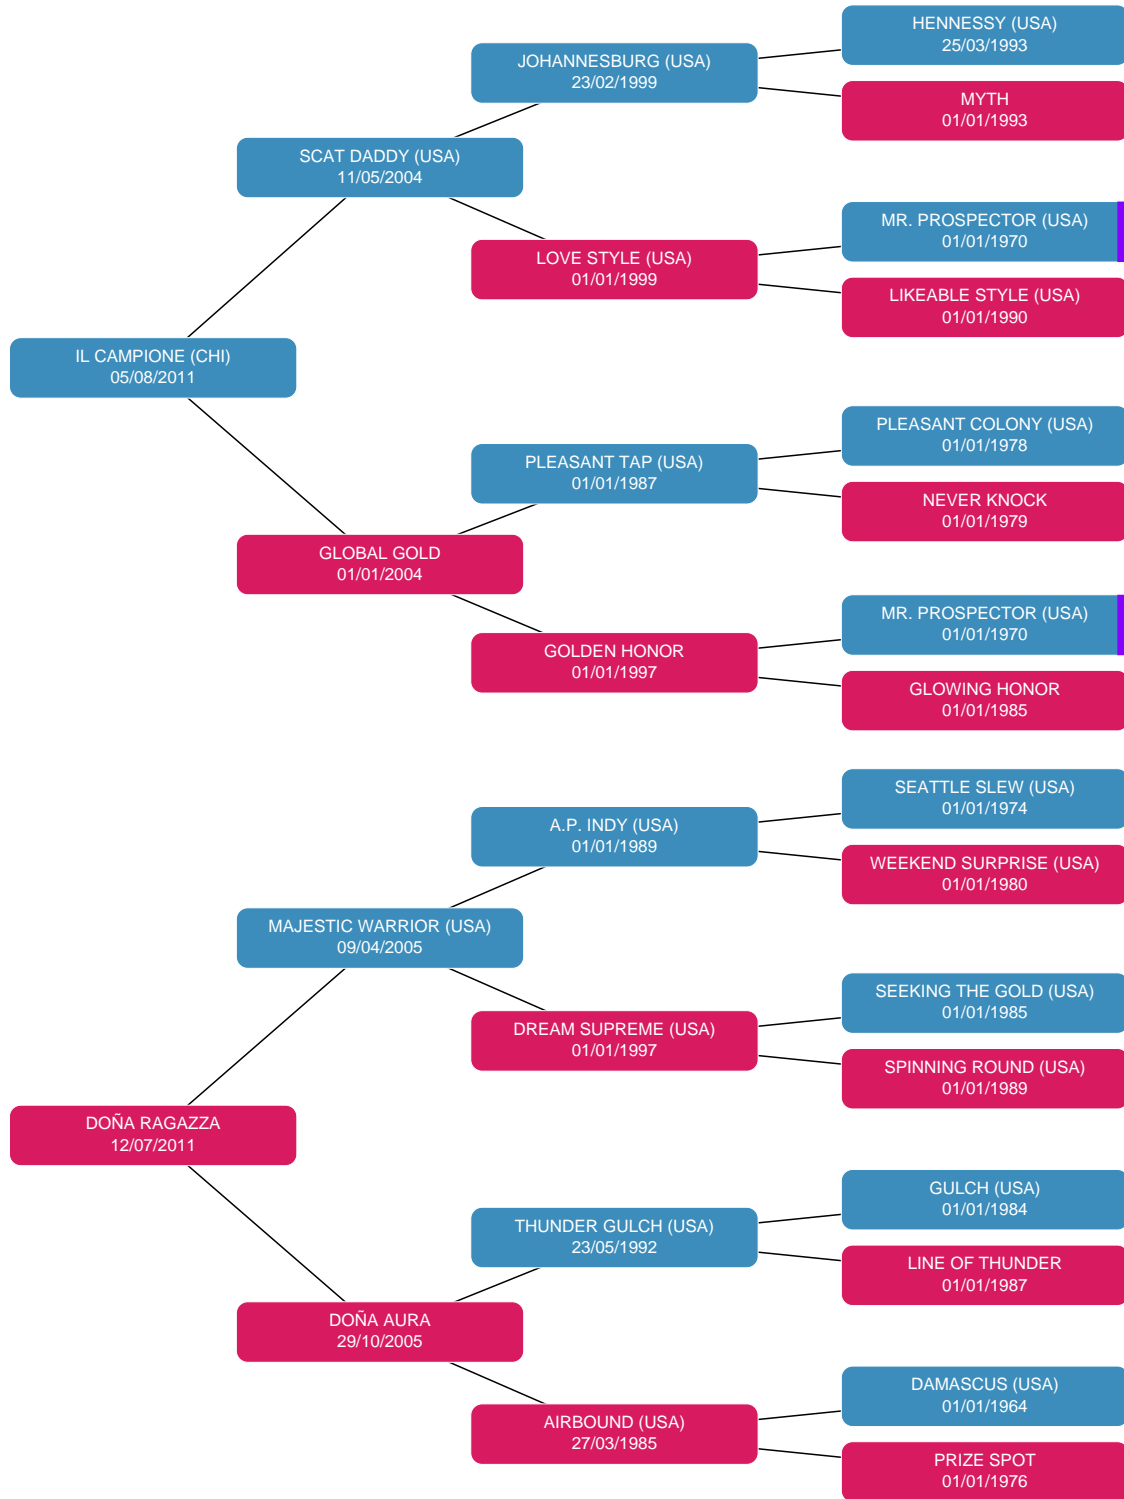 HENNESSY (USA)
25/03/1993
JOHANNESBURG (USA)
23/02/1999
MYTH
01/01/1993
SCAT DADDY (USA)
11/05/2004
MR. PROSPECTOR (USA)
01/01/1970
LOVE STYLE (USA)
01/01/1999
LIKEABLE STYLE (USA)
01/01/1990
IL CAMPIONE (CHI)
05/08/2011
PLEASANT COLONY (USA)
01/01/1978
PLEASANT TAP (USA)
01/01/1987
NEVER KNOCK
01/01/1979
GLOBAL GOLD
01/01/2004
MR. PROSPECTOR (USA)
01/01/1970
GOLDEN HONOR
01/01/1997
GLOWING HONOR
01/01/1985
SEATTLE SLEW (USA)
01/01/1974
A.P. INDY (USA)
01/01/1989
WEEKEND SURPRISE (USA)
01/01/1980
MAJESTIC WARRIOR (USA)
09/04/2005
SEEKING THE GOLD (USA)
01/01/1985
DREAM SUPREME (USA)
01/01/1997
SPINNING ROUND (USA)
01/01/1989
DOÑA RAGAZZA
12/07/2011
GULCH (USA)
01/01/1984
THUNDER GULCH (USA)
23/05/1992
LINE OF THUNDER
01/01/1987
DOÑA AURA
29/10/2005
DAMASCUS (USA)
01/01/1964
AIRBOUND (USA)
27/03/1985
PRIZE SPOT
01/01/1976